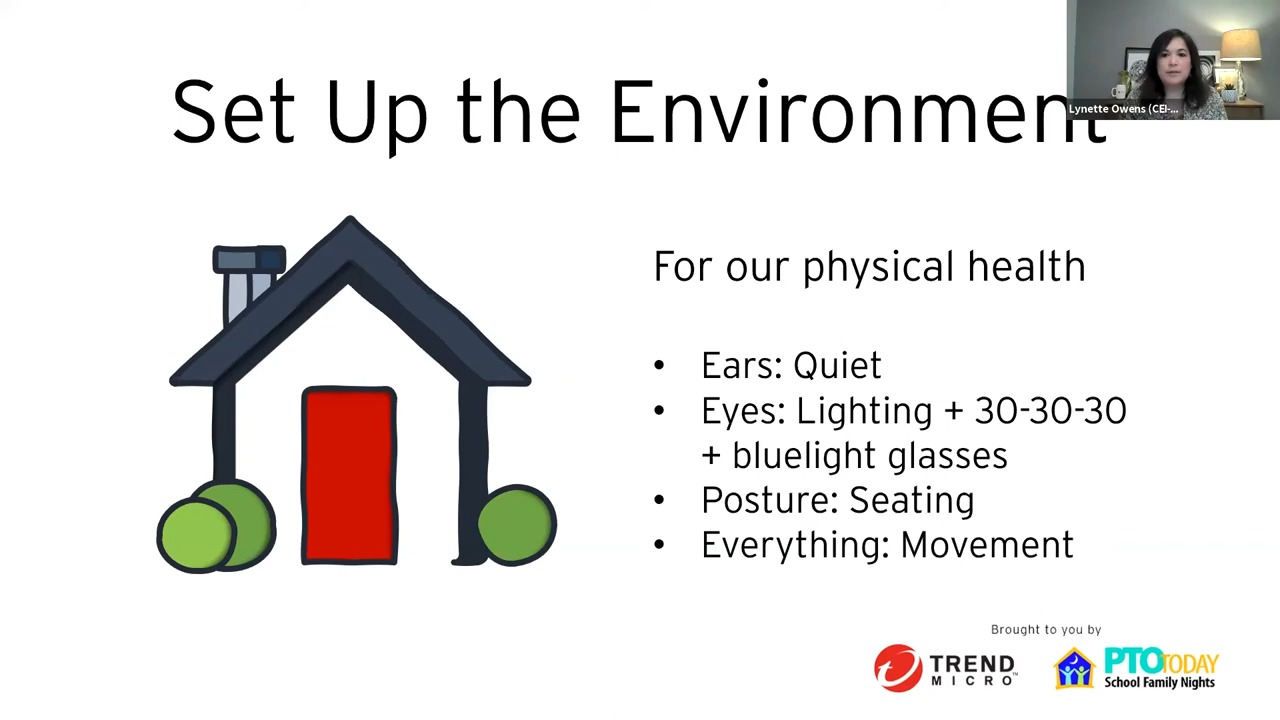 Set Up the Environment
Lynette Owens (CEI-...
For our physical health
• Ears: Quiet
• Eyes: Lighting + 30-30-30
+ bluelight glasses
• Posture: Seating
• Everything: Movement
Brought to you by
TREND MICRO™
PTO TODAY
School Family Nights